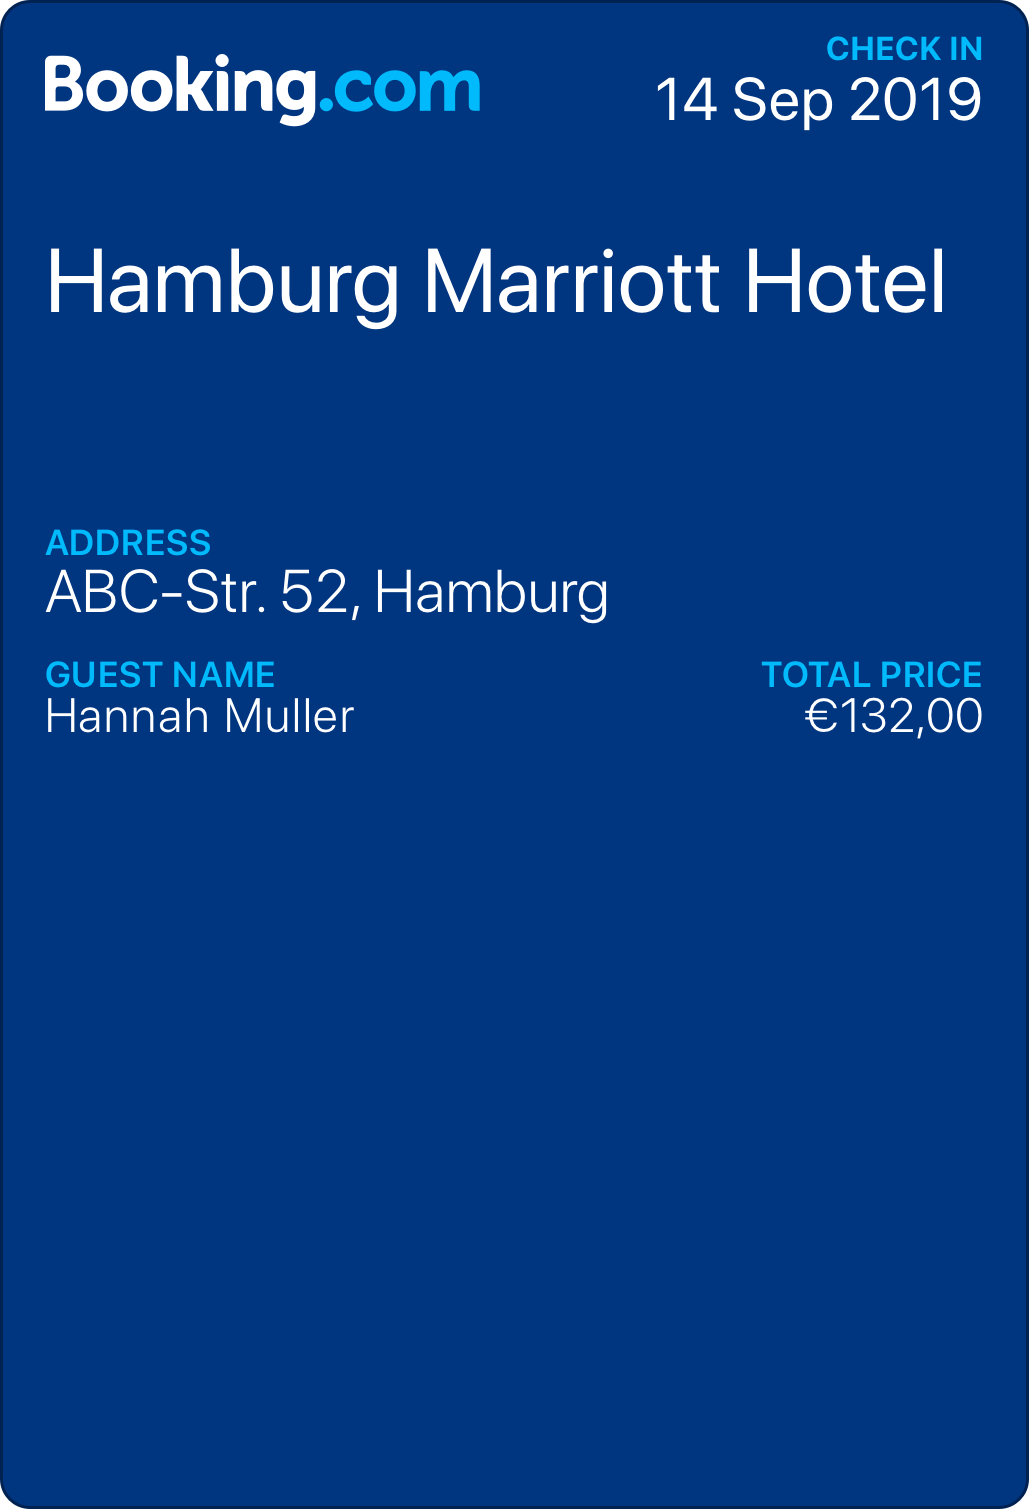 Booking.com
CHECK IN
14 Sep 2019
Hamburg Marriott Hotel
ADDRESS
ABC-Str. 52, Hamburg
GUEST NAME
Hannah Muller
TOTAL PRICE
€132,00